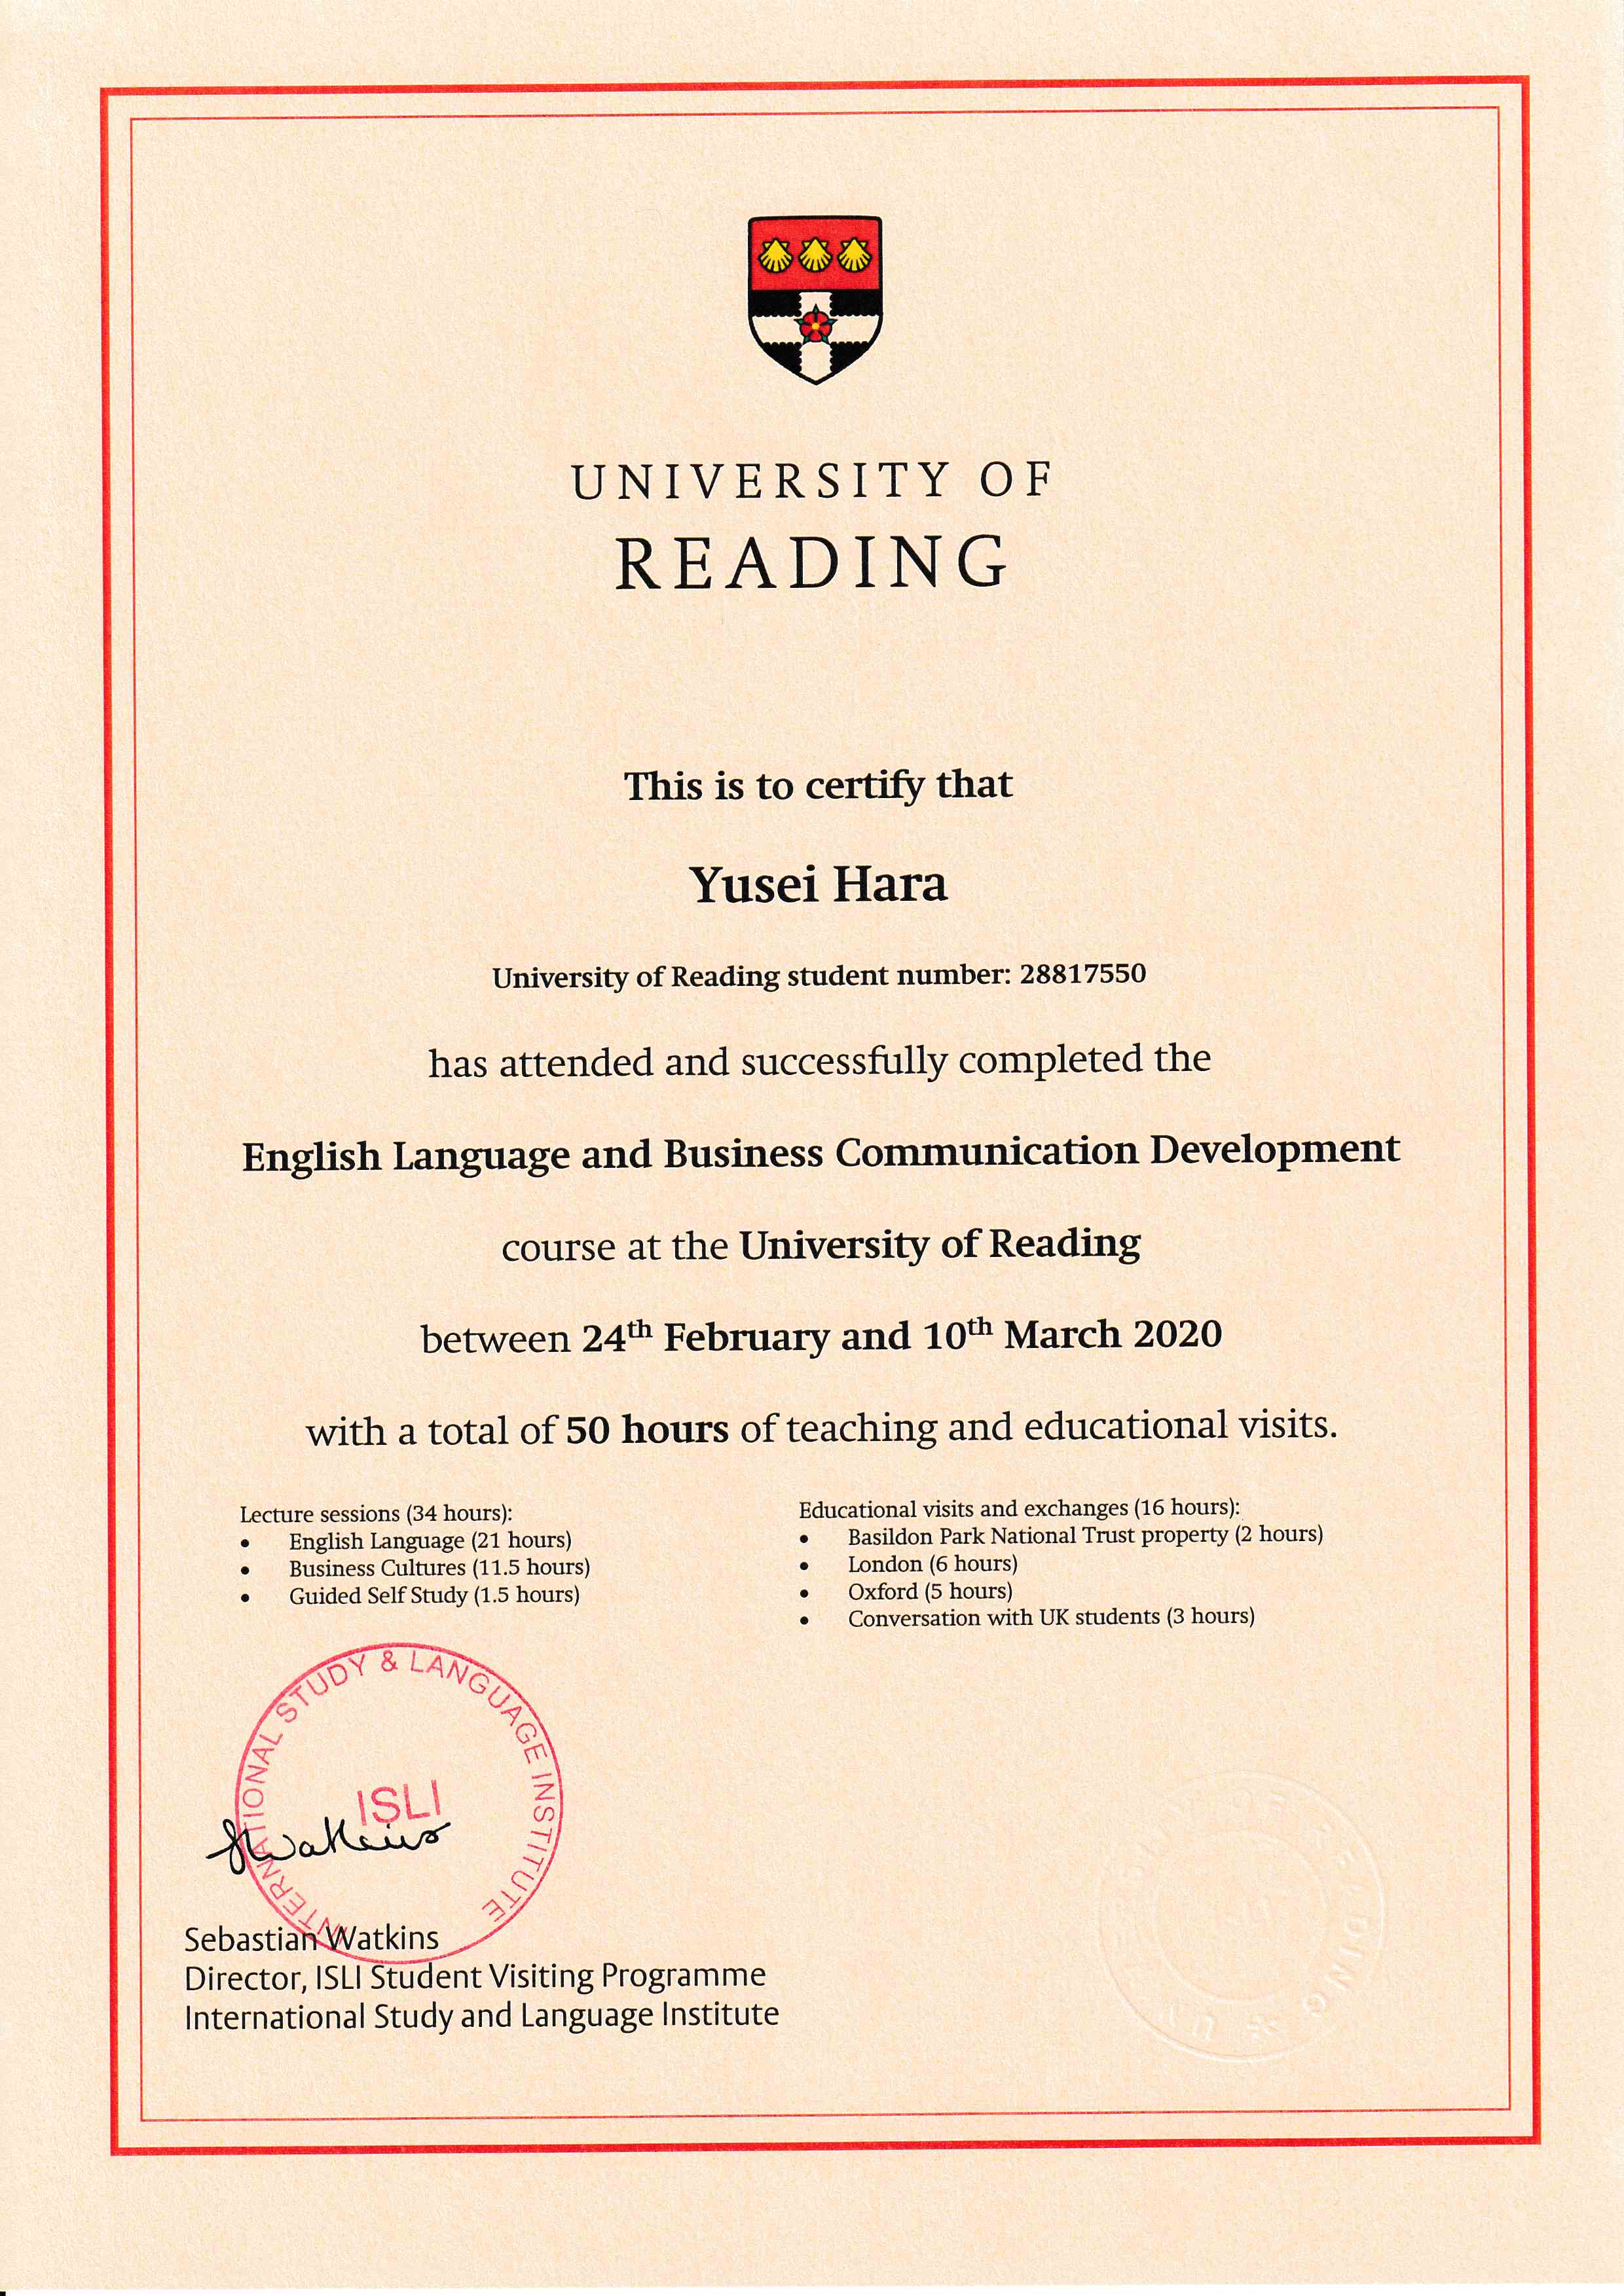 UNIVERSITY OF
READING
This is to certify that
Yusei Hara
University of Reading student number: 28817550
has attended and successfully completed the
English Language and Business Communication Development
course at the University of Reading
between 24th February and 10th March 2020
with a total of 50 hours of teaching and educational visits.
Lecture sessions (34 hours):
• English Language (21 hours)
• Business Cultures (11.5 hours)
• Guided Self Study (1.5 hours)
Educational visits and exchanges (16 hours):
• Basildon Park National Trust property (2 hours)
• London (6 hours)
• Oxford (5 hours)
• Conversation with UK students (3 hours)
INTERNATIONAL STUDY & LANGUAGE INSTITUTE
ISLI
SWatkins
Sebastian Watkins
Director, ISLI Student Visiting Programme
International Study and Language Institute